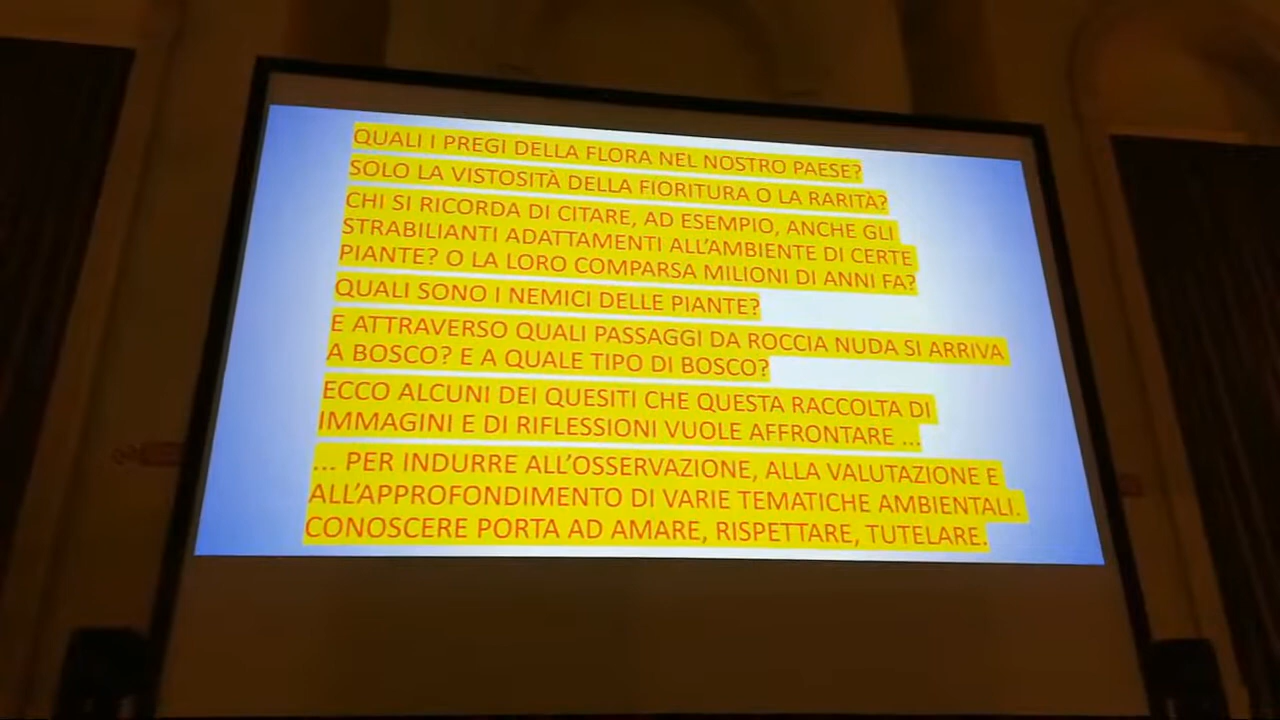 QUALI I PREGI DELLA FLORA NEL NOSTRO PAESE?
SOLO LA VISTOSITÀ DELLA FIORITURA O LA RARITÀ?
CHI SI RICORDA DI CITARE, AD ESEMPIO, ANCHE GLI
STRABILIANTI ADATTAMENTI ALL'AMBIENTE DI CERTE
PIANTE? O LA LORO COMPARSA MILIONI DI ANNI FA?
QUALI SONO I NEMICI DELLE PIANTE?
E ATTRAVERSO QUALI PASSAGGI DA ROCCIA NUDA SI ARRIVA
A BOSCO? E A QUALE TIPO DI BOSCO?
ECCO ALCUNI DEI QUESITI CHE QUESTA RACCOLTA DI
IMMAGINI E DI RIFLESSIONI VUOLE AFFRONTARE ...
... PER INDURRE ALL'OSSERVAZIONE, ALLA VALUTAZIONE E
ALL'APPROFONDIMENTO DI VARIE TEMATICHE AMBIENTALI.
CONOSCERE PORTA AD AMARE, RISPETTARE, TUTELARE.